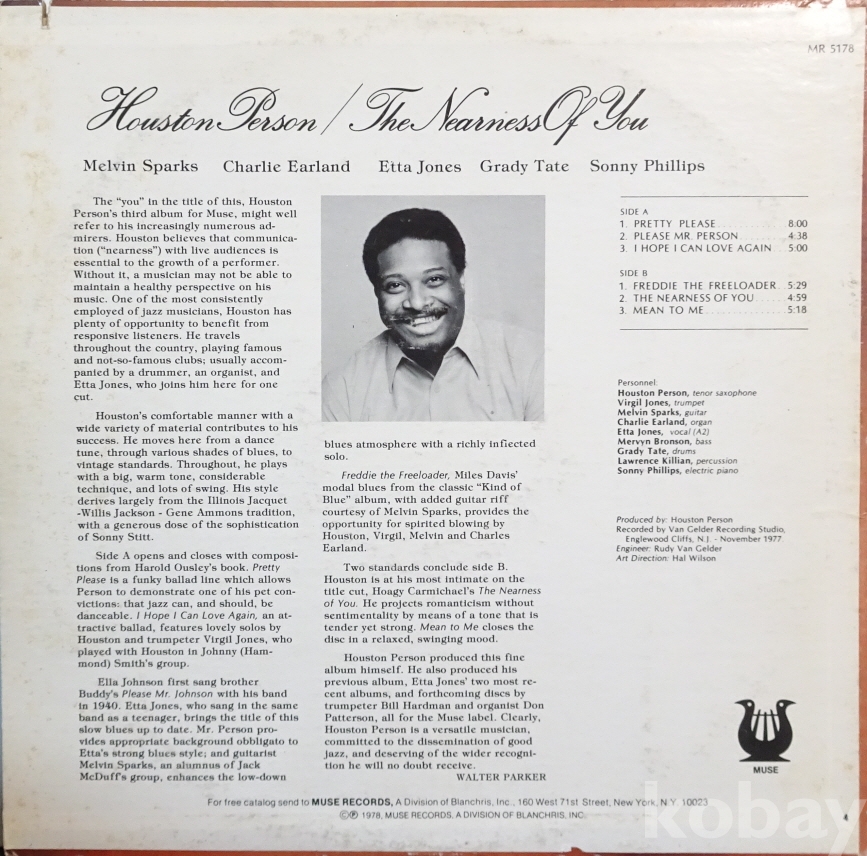 MR 5178
Houston Person / The Nearness Of You
Melvin Sparks Charlie Earland Etta Jones Grady Tate Sonny Phillips
The "you" in the title of this, Houston
Person's third album for Muse, might well
refer to his increasingly numerous ad-
mirers. Houston believes that communica-
tion ("nearness") with live audiences is
essential to the growth of a performer.
Without it, a musician may not be able to
maintain a healthy perspective on his
music. One of the most consistently
employed of jazz musicians, Houston has
plenty of opportunity to benefit from
responsive listeners. He travels
throughout the country, playing famous
and not-so-famous clubs; usually accom-
panied by a drummer, an organist, and
Etta Jones, who joins him here for one
cut.
Houston's comfortable manner with a
wide variety of material contributes to his
success. He moves here from a dance
tune, through various shades of blues, to
vintage standards. Throughout, he plays
with a big, warm tone, considerable
technique, and lots of swing. His style
derives largely from the Illinois Jacquet
-Willis Jackson - Gene Ammons tradition,
with a generous dose of the sophistication
of Sonny Stitt.
Side A opens and closes with composi-
tions from Harold Ousley's book. Pretty
Please is a funky ballad line which allows
Person to demonstrate one of his pet con-
victions: that jazz can, and should, be
danceable. I Hope I Can Love Again, an at-
tractive ballad, features lovely solos by
Houston and trumpeter Virgil Jones, who
played with Houston in Johnny (Ham-
mond) Smith's group.
Ella Johnson first sang brother
Buddy's Please Mr. Johnson with his band
in 1940. Etta Jones, who sang in the same
band as a teenager, brings the title of this
slow blues up to date. Mr. Person pro-
vides appropriate background obbligato to
Etta's strong blues style; and guitarist
Melvin Sparks, an alumnus of Jack
McDuff's group, enhances the low-down
blues atmosphere with a richly inflected
solo.
Freddie the Freeloader, Miles Davis'
modal blues from the classic "Kind of
Blue" album, with added guitar riff
courtesy of Melvin Sparks, provides the
opportunity for spirited blowing by
Houston, Virgil, Melvin and Charles
Earland.
Two standards conclude side B.
Houston is at his most intimate on the
title cut, Hoagy Carmichael's The Nearness
of You. He projects romanticism without
sentimentality by means of a tone that is
tender yet strong. Mean to Me closes the
disc in a relaxed, swinging mood.
Houston Person produced this fine
album himself. He also produced his
previous album, Etta Jones' two most re-
cent albums, and forthcoming discs by
trumpeter Bill Hardman and organist Don
Patterson, all for the Muse label. Clearly,
Houston Person is a versatile musician,
committed to the dissemination of good
jazz, and deserving of the wider recogni-
tion he will no doubt receive.
WALTER PARKER
SIDE A
1. PRETTY PLEASE 8:00
2. PLEASE MR. PERSON 4:38
3. I HOPE I CAN LOVE AGAIN 5:00
SIDE B
1. FREDDIE THE FREELOADER 5:29
2. THE NEARNESS OF YOU 4:59
3. MEAN TO ME 5:18
Personnel:
Houston Person, tenor saxophone
Virgil Jones, trumpet
Melvin Sparks, guitar
Charlie Earland, organ
Etta Jones, vocal (A2)
Mervyn Bronson, bass
Grady Tate, drums
Lawrence Killian, percussion
Sonny Phillips, electric piano
Produced by: Houston Person
Recorded by Van Gelder Recording Studio,
Englewood Cliffs, N.J. - November 1977
Engineer: Rudy Van Gelder
Art Direction: Hal Wilson
MUSE
For free catalog send to MUSE RECORDS, A Division of Blanchris, Inc., 160 West 71st Street, New York, N.Y. 10023
©℗ 1978, MUSE RECORDS, A DIVISION OF BLANCHRIS, INC.
4
kobay